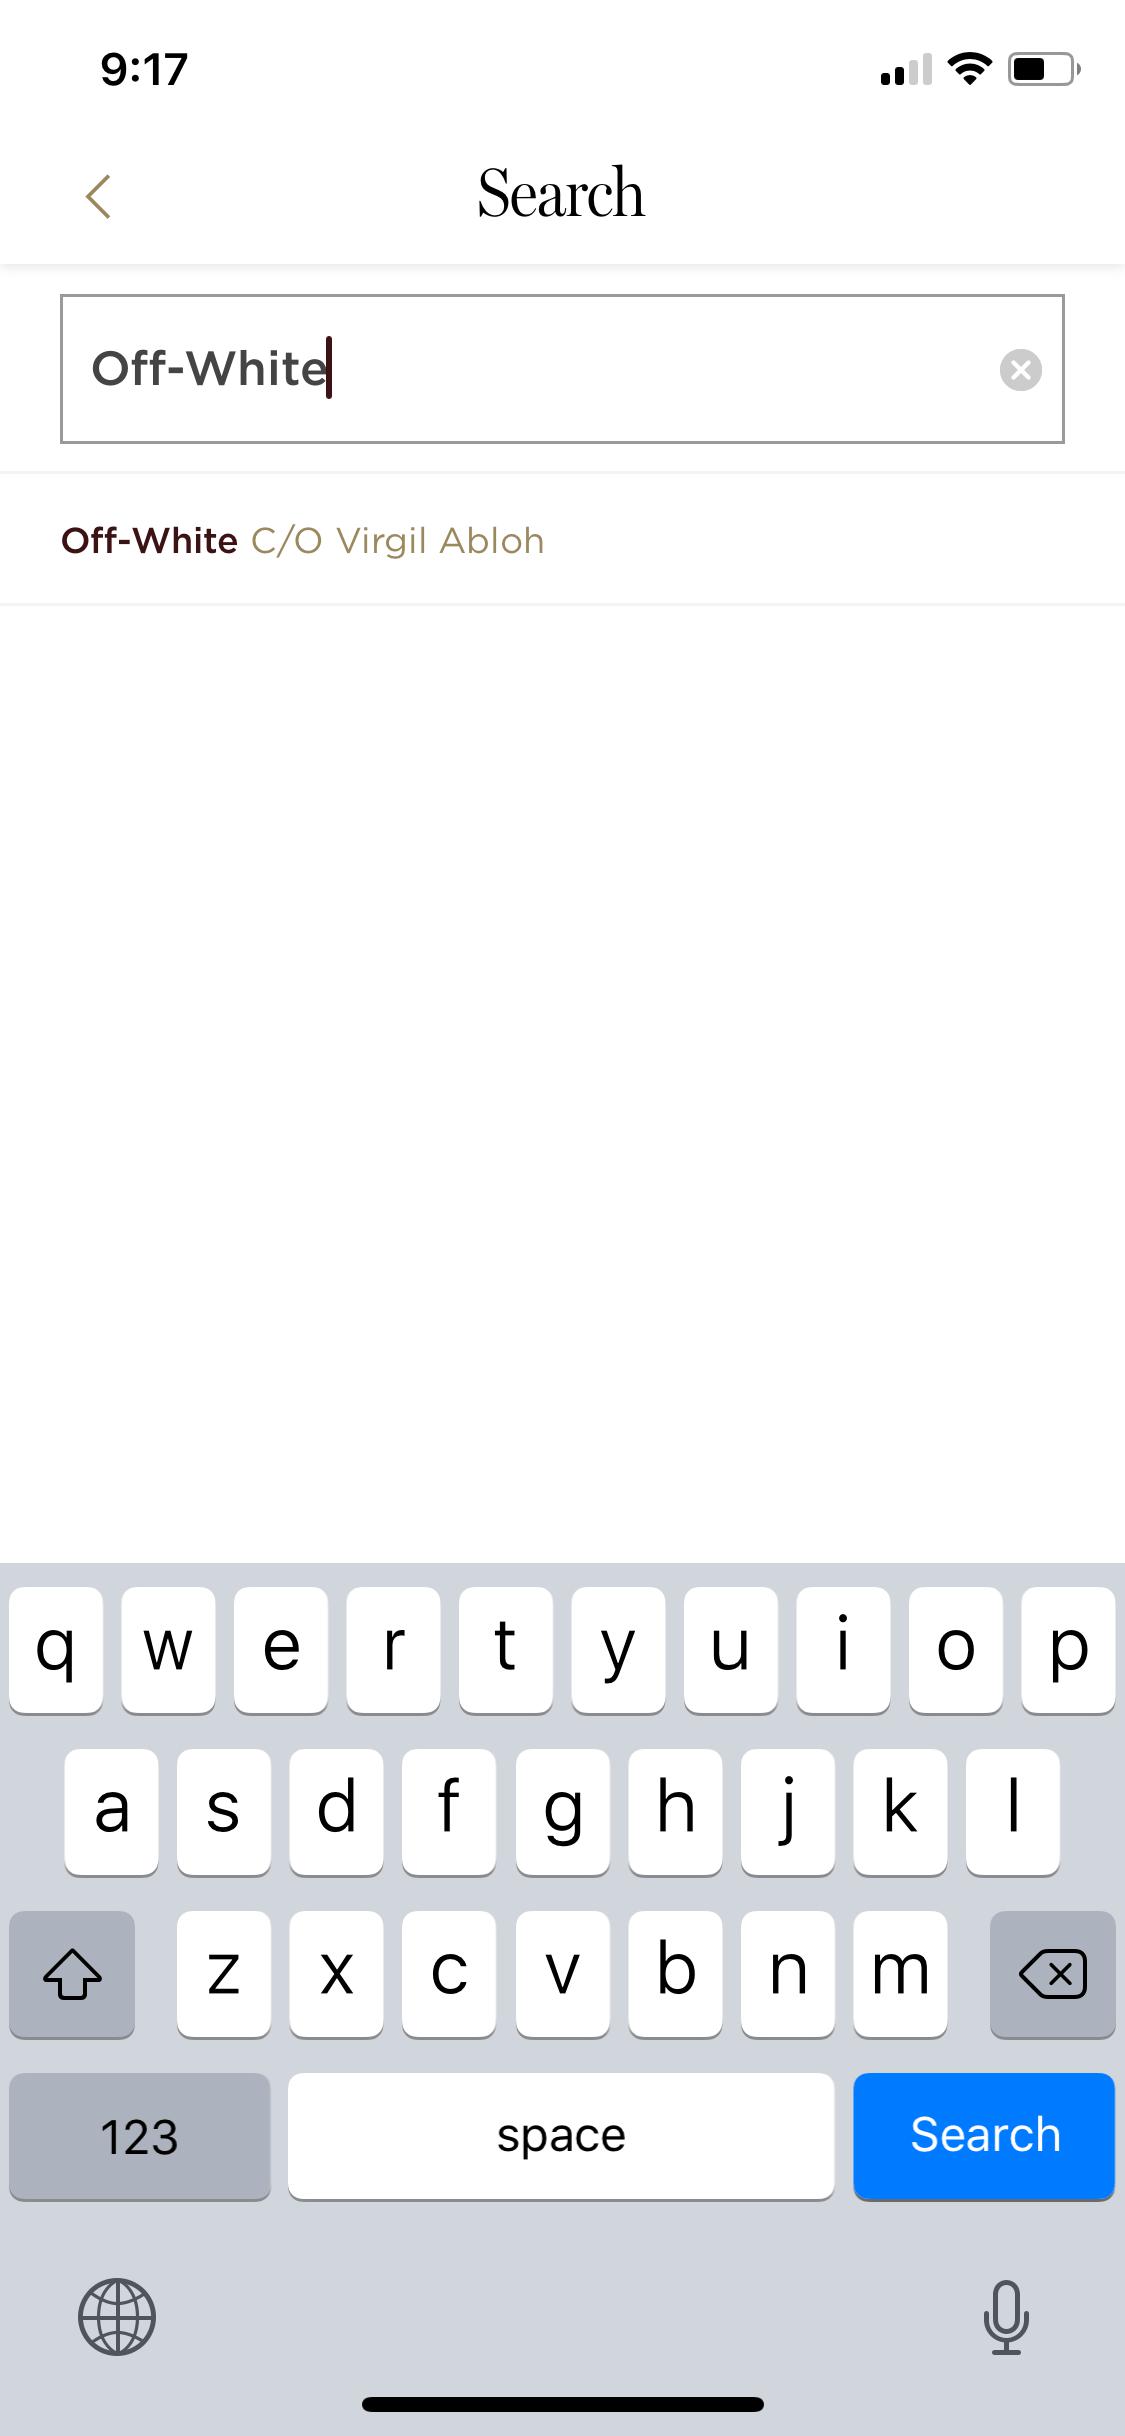 9:17
Search
Off-White
Off-White C/O Virgil Abloh
q w e r t y u i o p
a s d f g h j k l
z x c v b n m
123 space Search